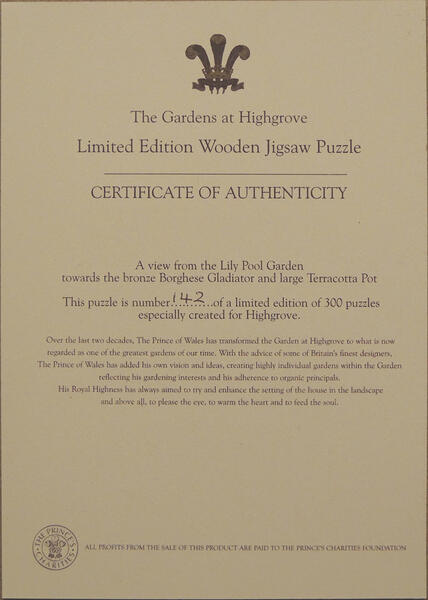 The Gardens at Highgrove
Limited Edition Wooden Jigsaw Puzzle
CERTIFICATE OF AUTHENTICITY
A view from the Lily Pool Garden
towards the bronze Borghese Gladiator and large Terracotta Pot
This puzzle is number 142 of a limited edition of 300 puzzles
especially created for Highgrove.
Over the last two decades, The Prince of Wales has transformed the Garden at Highgrove to what is now
regarded as one of the greatest gardens of our time. With the advice of some of Britain's finest designers,
The Prince of Wales has added his own vision and ideas, creating highly individual gardens within the Garden
reflecting his gardening interests and his adherence to organic principals.
His Royal Highness has always aimed to try and enhance the setting of the house in the landscape
and above all, to please the eye, to warm the heart and to feed the soul.
THE PRINCE'S CHARITIES
ALL PROFITS FROM THE SALE OF THIS PRODUCT ARE PAID TO THE PRINCE'S CHARITIES FOUNDATION